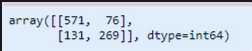 array([[571,  76],
       [131, 269]], dtype=int64)